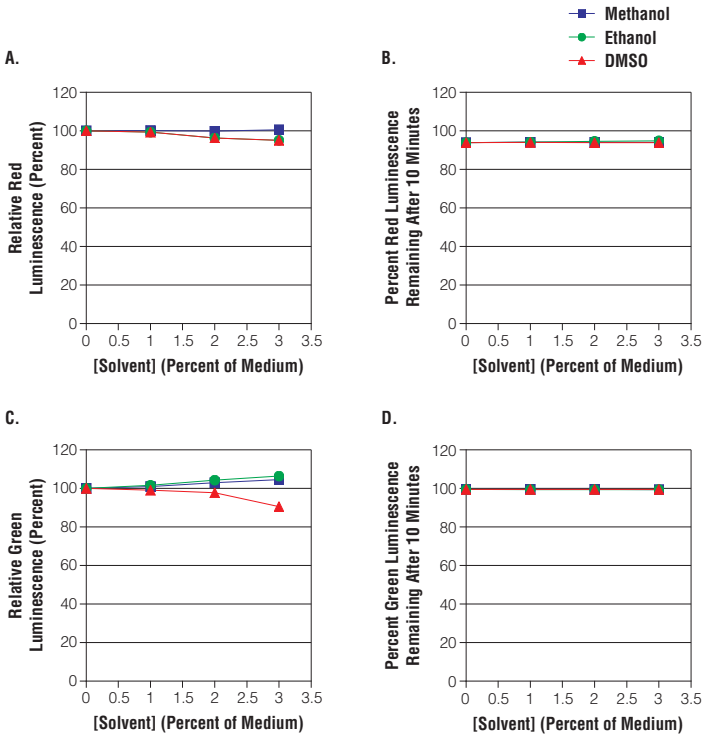 Methanol
Ethanol
DMSO
A.
120
100
80
60
40
20
0
Relative Red
Luminescence (Percent)
0 0.5 1 1.5 2 2.5 3 3.5
[Solvent] (Percent of Medium)
B.
120
100
80
60
40
20
0
Percent Red Luminescence
Remaining After 10 Minutes
0 0.5 1 1.5 2 2.5 3 3.5
[Solvent] (Percent of Medium)
C.
120
100
80
60
40
20
0
Relative Green
Luminescence (Percent)
0 0.5 1 1.5 2 2.5 3 3.5
[Solvent] (Percent of Medium)
D.
120
100
80
60
40
20
0
Percent Green Luminescence
Remaining After 10 Minutes
0 0.5 1 1.5 2 2.5 3 3.5
[Solvent] (Percent of Medium)